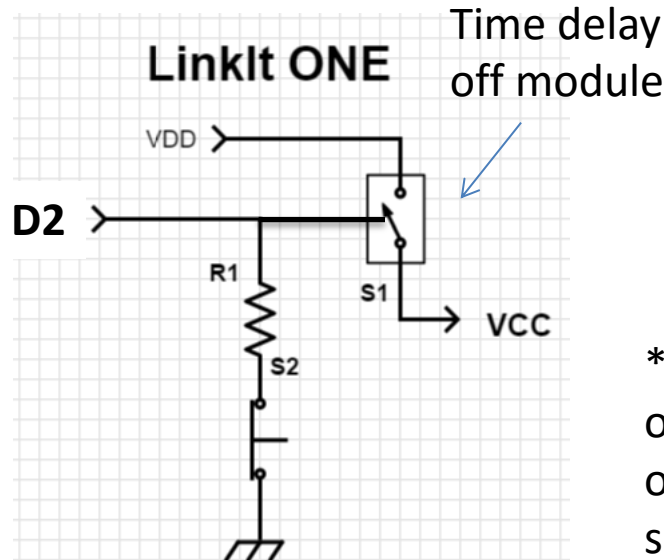 Time delay
off module
LinkIt ONE
VDD
D2
R1
S1
VCC
S2
*
o
o
s